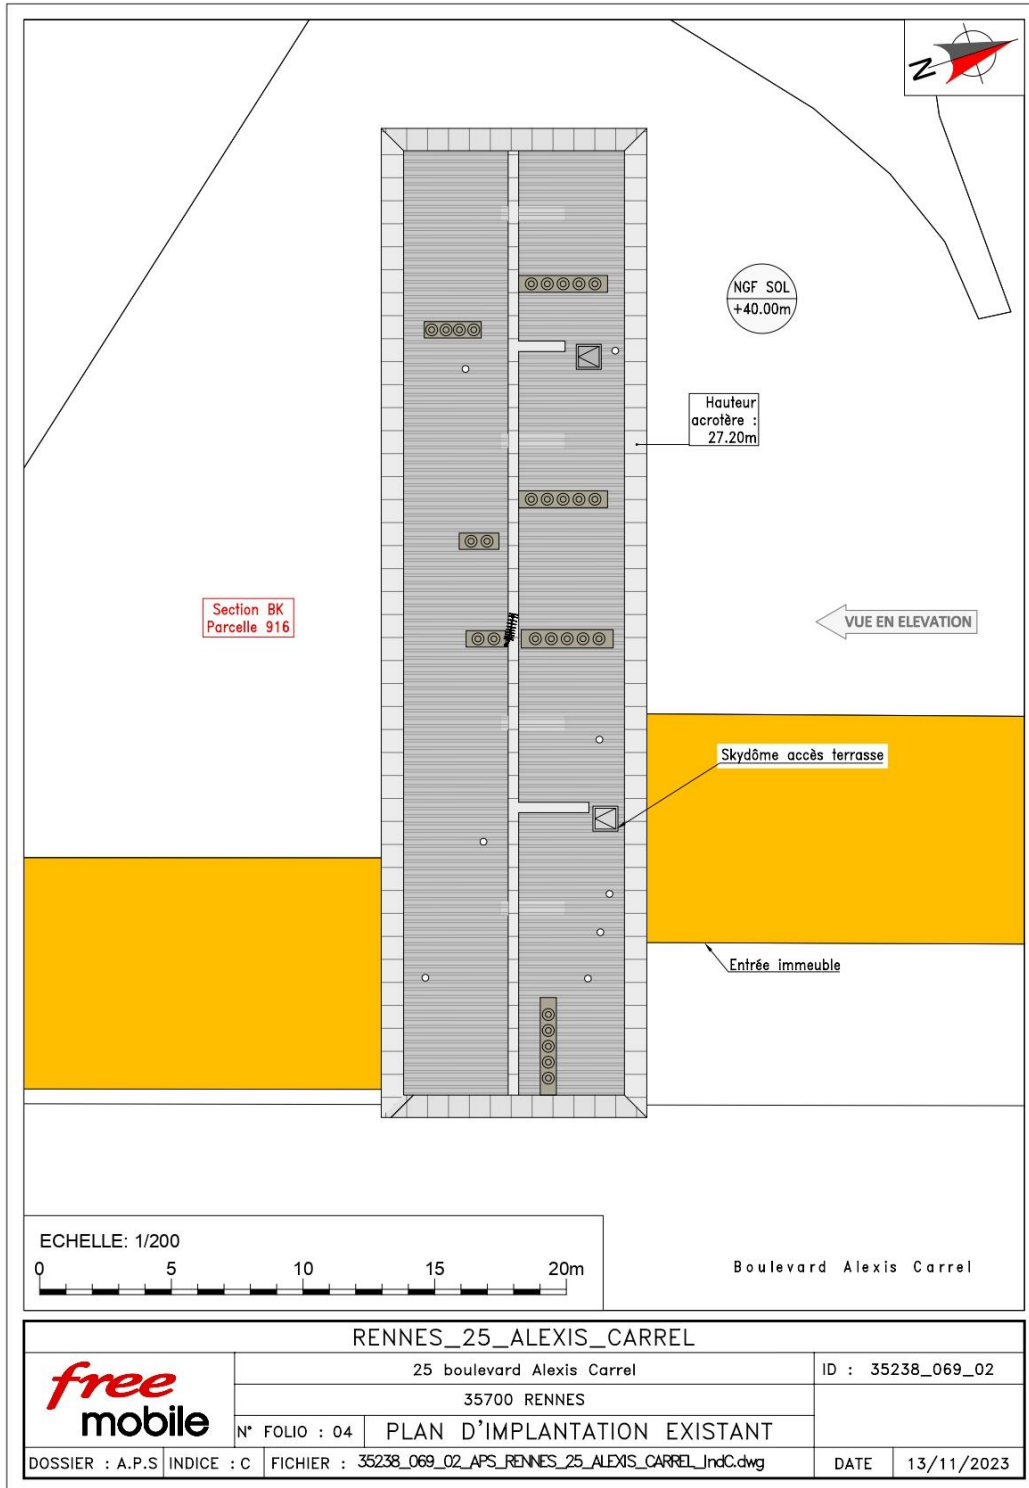 N
NGF SOL
+40.00m
Hauteur
acrotère :
27.20m
Section BK
Parcelle 916
VUE EN ELEVATION
Skydôme accès terrasse
Entrée immeuble
ECHELLE: 1/200
0 5 10 15 20m
Boulevard Alexis Carrel
RENNES_25_ALEXIS_CARREL
free
mobile
25 boulevard Alexis Carrel
ID : 35238_069_02
35700 RENNES
N° FOLIO : 04
PLAN D'IMPLANTATION EXISTANT
DOSSIER : A.P.S
INDICE : C
FICHIER : 35238_069_02_APS_RENNES_25_ALEXIS_CARREL_IndC.dwg
DATE
13/11/2023